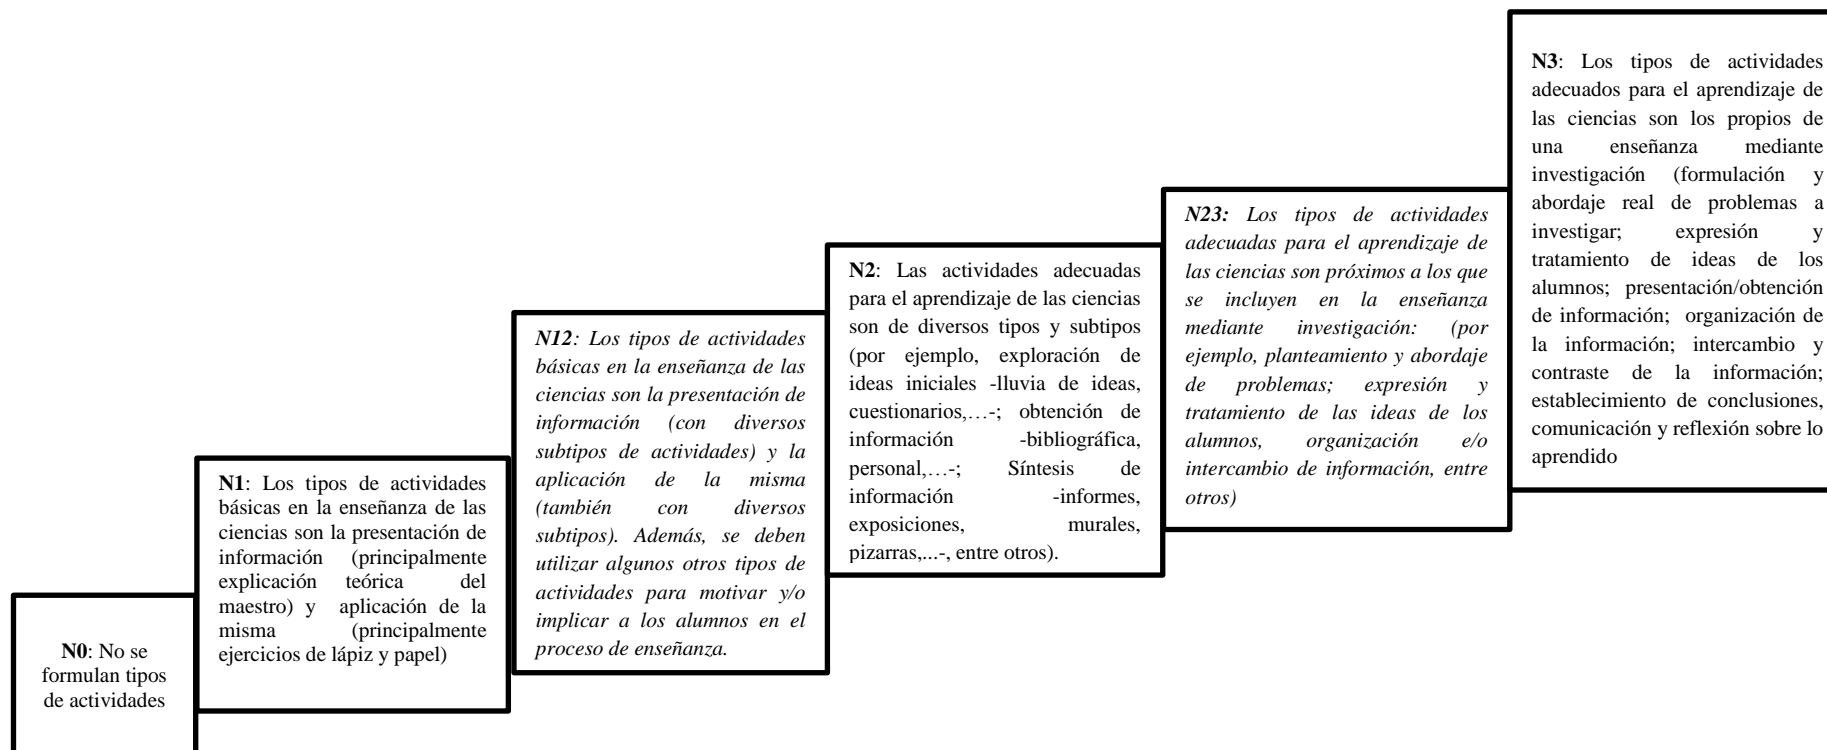 N0: No se
formulan tipos
de actividades
N1: Los tipos de actividades
básicas en la enseñanza de las
ciencias son la presentación de
información (principalmente
explicación teórica del
maestro) y aplicación de la
misma (principalmente
ejercicios de lápiz y papel)
N12: Los tipos de actividades
básicas en la enseñanza de las
ciencias son la presentación de
información (con diversos
subtipos de actividades) y la
aplicación de la misma
(también con diversos
subtipos). Además, se deben
utilizar algunos otros tipos de
actividades para motivar y/o
implicar a los alumnos en el
proceso de enseñanza.
N2: Las actividades adecuadas
para el aprendizaje de las ciencias
son de diversos tipos y subtipos
(por ejemplo, exploración de
ideas iniciales -lluvia de ideas,
cuestionarios,…-; obtención de
información -bibliográfica,
personal,…-; Síntesis de
información -informes,
exposiciones, murales,
pizarras,...-, entre otros).
N23: Los tipos de actividades
adecuadas para el aprendizaje de
las ciencias son próximos a los que
se incluyen en la enseñanza
mediante investigación: (por
ejemplo, planteamiento y abordaje
de problemas; expresión y
tratamiento de las ideas de los
alumnos, organización e/o
intercambio de información, entre
otros)
N3: Los tipos de actividades
adecuados para el aprendizaje de
las ciencias son los propios de
una enseñanza mediante
investigación (formulación y
abordaje real de problemas a
investigar; expresión y
tratamiento de ideas de los
alumnos; presentación/obtención
de información; organización de
la información; intercambio y
contraste de la información;
establecimiento de conclusiones,
comunicación y reflexión sobre lo
aprendido